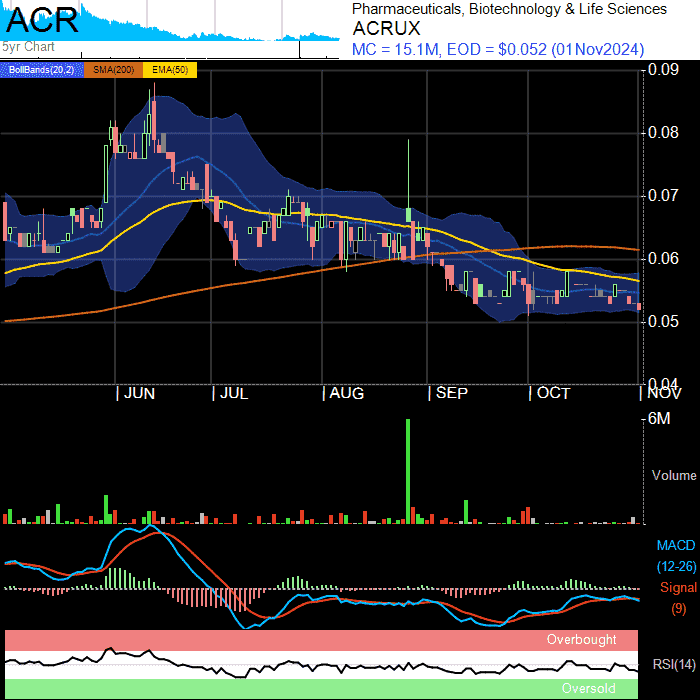 ACR
5yr Chart
Pharmaceuticals, Biotechnology & Life Sciences
ACRUX
MC = 15.1M, EOD = $0.052 (01Nov2024)
BollBands(20,2) SMA(200) EMA(50)
0.09
0.08
0.07
0.06
0.05
0.04
JUN JUL AUG SEP OCT NOV
6M
Volume
MACD
(12-26)
Signal
(9)
Overbought
RSI(14)
Oversold